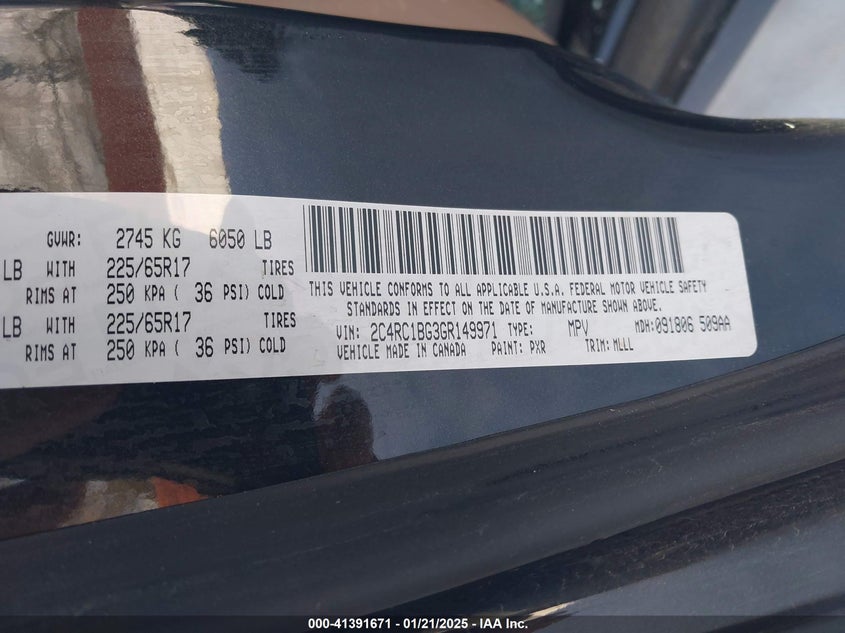 GVWR: 2745 KG 6050 LB
LB WITH 225/65R17 TIRES
RIMS AT 250 KPA ( 36 PSI) COLD
LB WITH 225/65R17 TIRES
RIMS AT 250 KPA ( 36 PSI) COLD
THIS VEHICLE CONFORMS TO ALL APPLICABLE U.S.A. FEDERAL MOTOR VEHICLE SAFETY
STANDARDS IN EFFECT ON THE DATE OF MANUFACTURE SHOWN ABOVE.
VIN: 2C4RC1BG3GR149971 TYPE: MPV MDH: 091806 509AA
VEHICLE MADE IN CANADA PAINT: PXR TRIM: MLLL
000-41391671 - 01/21/2025 - IAA Inc.